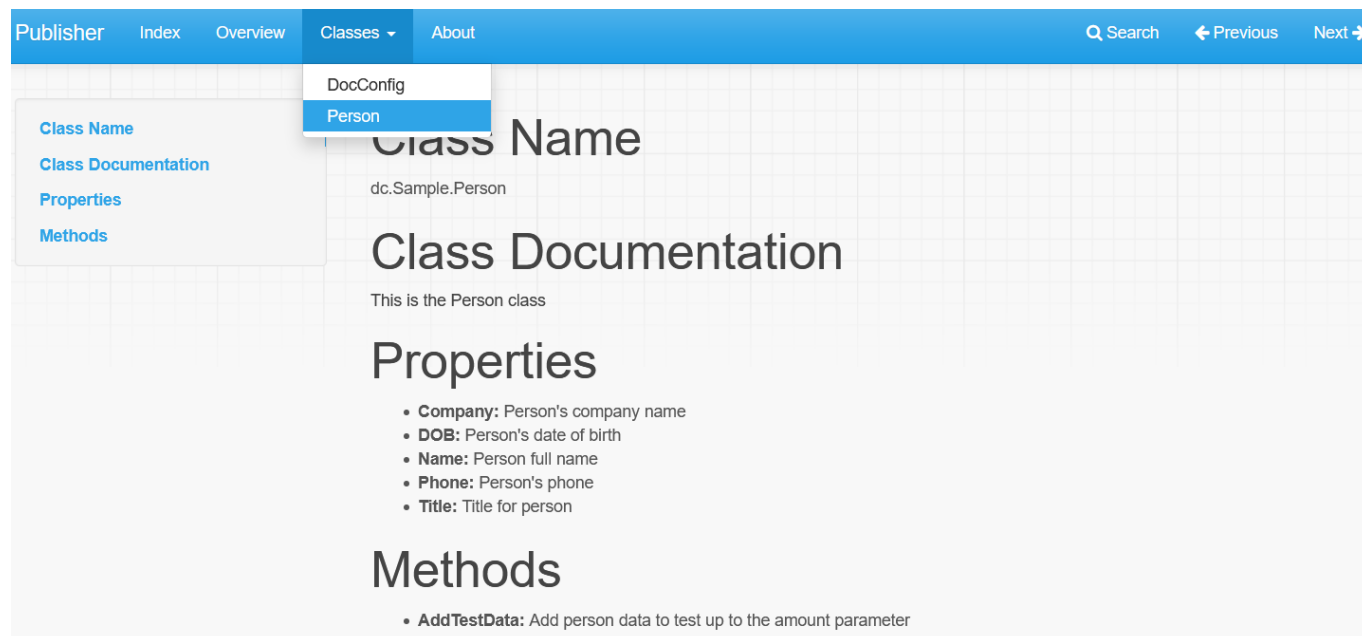 Publisher Index Overview Classes About Search Previous Next
DocConfig
Person
Class Name
Class Documentation
Properties
Methods
Class Name
dc.Sample.Person
Class Documentation
This is the Person class
Properties
Company: Person's company name
DOB: Person's date of birth
Name: Person full name
Phone: Person's phone
Title: Title for person
Methods
AddTestData: Add person data to test up to the amount parameter